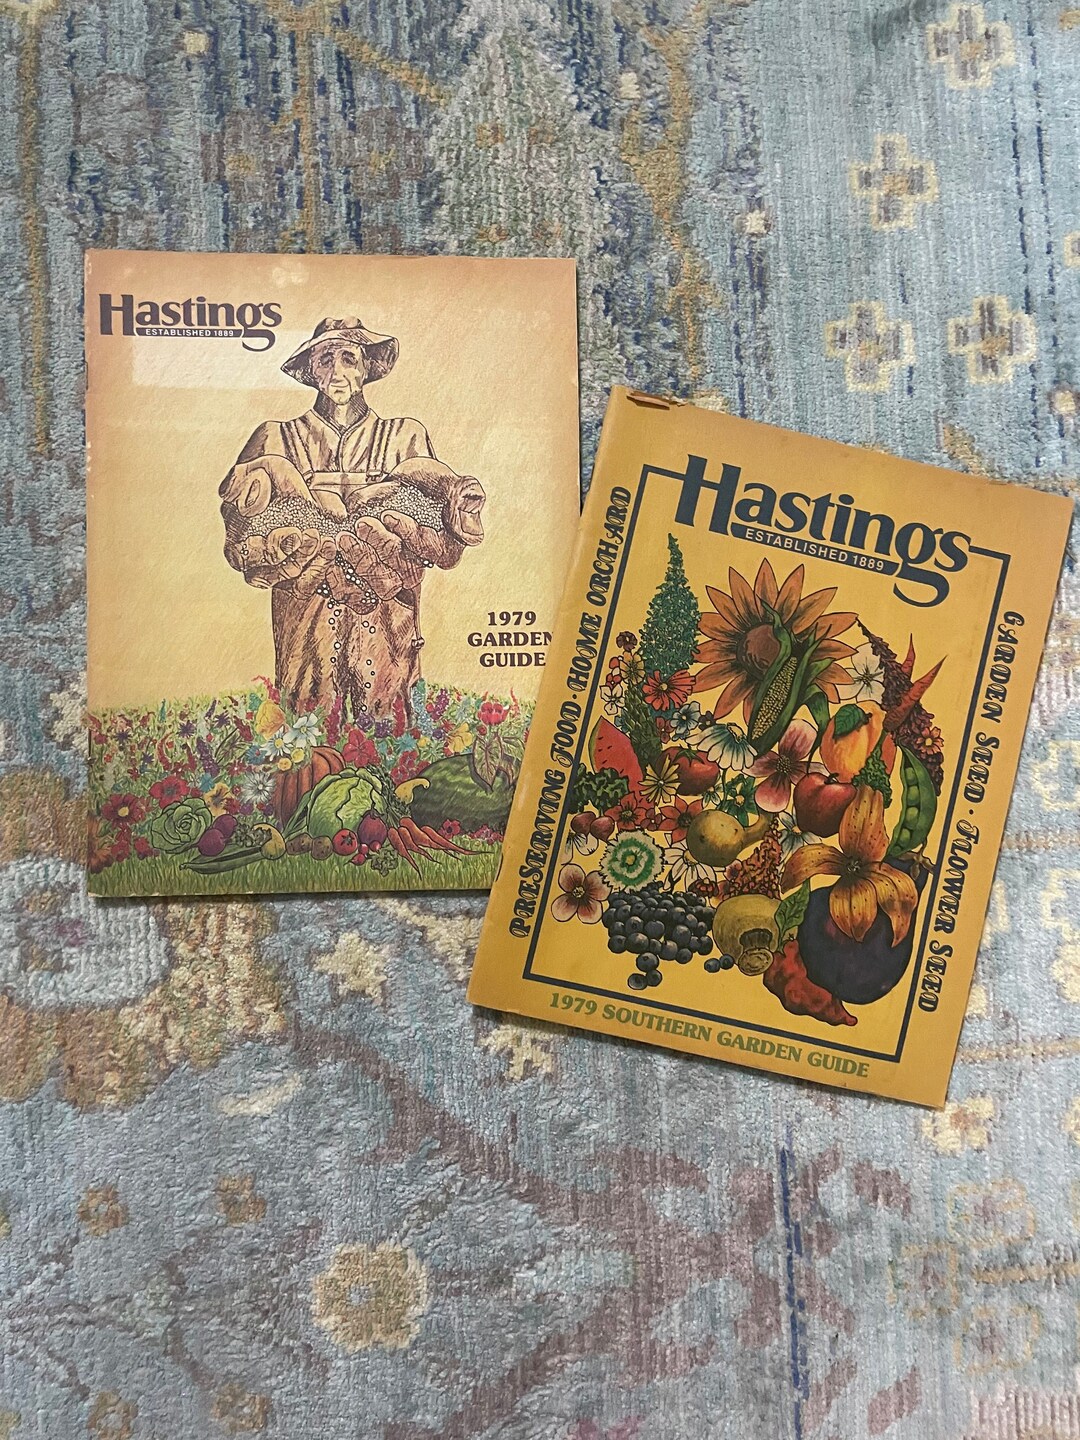 Hastings
ESTABLISHED 1889
1979
GARDEN
GUIDE
Hastings
ESTABLISHED 1889
PRESERVING FOOD · HOME ORCHARD
GARDEN SEED · FLOWER SEED
1979 SOUTHERN GARDEN GUIDE